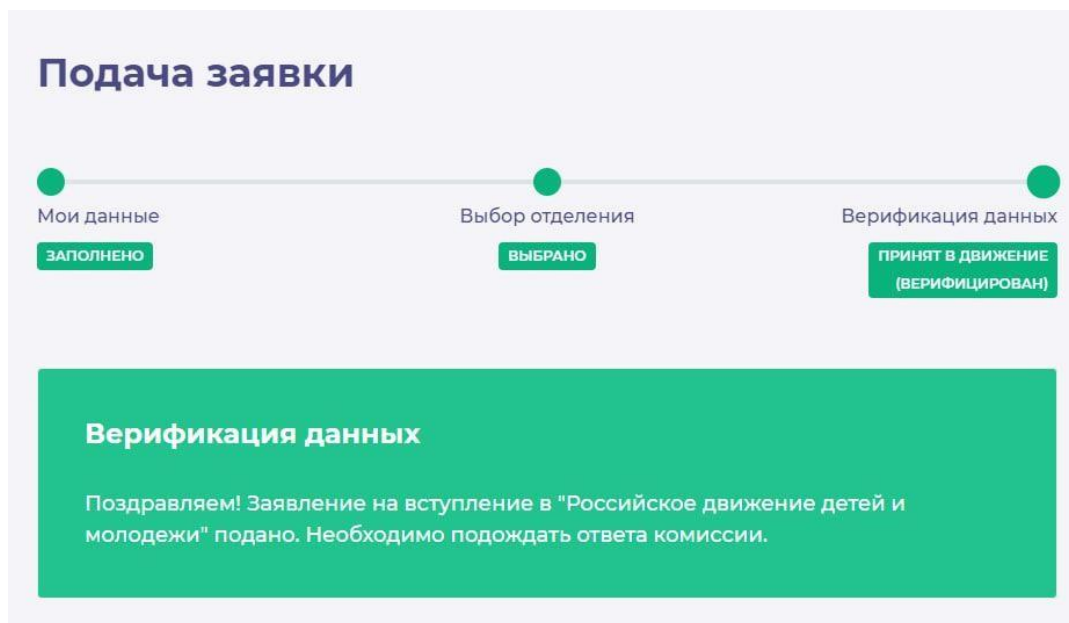 Подача заявки
Мои данные
Выбор отделения
Верификация данных
ЗАПОЛНЕНО
ВЫБРАНО
ПРИНЯТ В ДВИЖЕНИЕ
(ВЕРИФИЦИРОВАН)
Верификация данных
Поздравляем! Заявление на вступление в "Российское движение детей и
молодежи" подано. Необходимо подождать ответа комиссии.